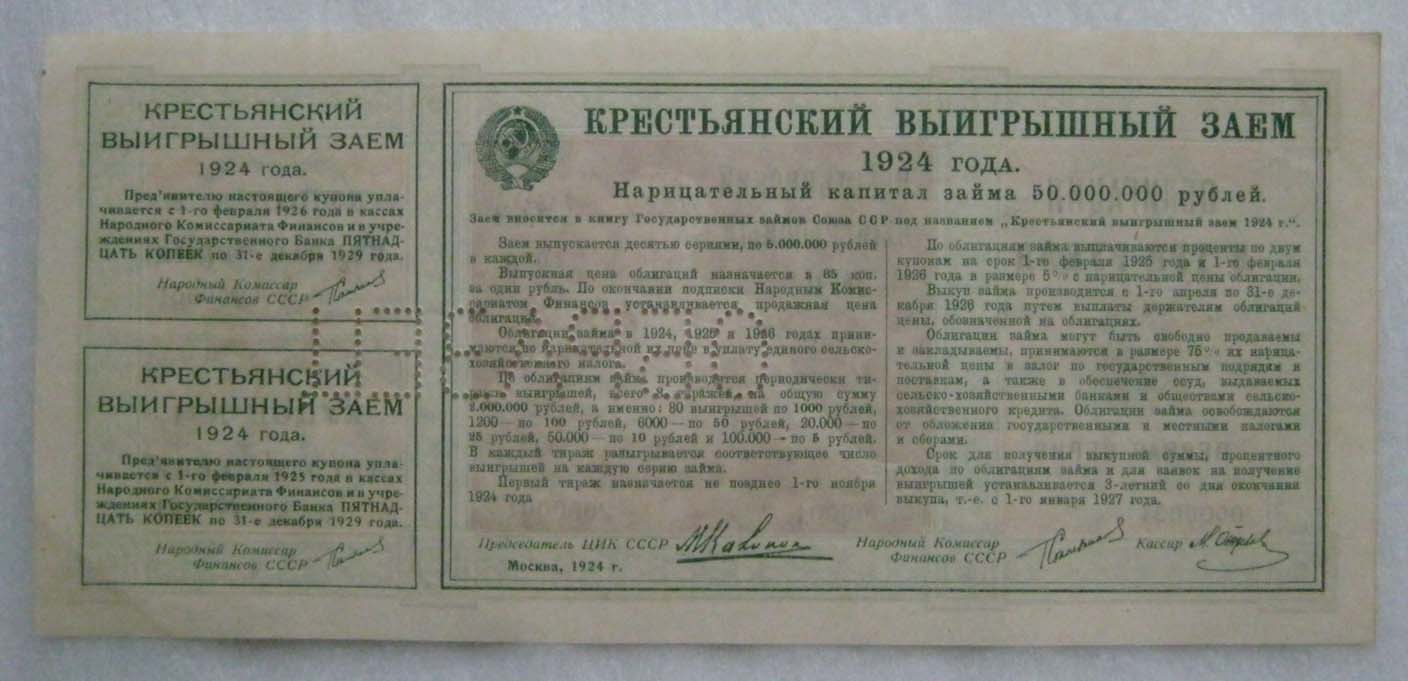 КРЕСТЬЯНСКИЙ
ВЫИГРЫШНЫЙ ЗАЕМ
1924 года.
Пред'явителю настоящего купона упла-
чивается с 1-го февраля 1926 года в кассах
Народного Комиссариата Финансов и в учре-
ждениях Государственного Банка ПЯТНАД-
ЦАТЬ КОПЕЕК по 31-е декабря 1929 года.
Народный Комиссар
Финансов СССР
КРЕСТЬЯНСКИЙ
ВЫИГРЫШНЫЙ ЗАЕМ
1924 года.
Пред'явителю настоящего купона упла-
чивается с 1-го февраля 1925 года в кассах
Народного Комиссариата Финансов и в учре-
ждениях Государственного Банка ПЯТНАД-
ЦАТЬ КОПЕЕК по 31-е декабря 1929 года.
Народный Комиссар
Финансов СССР
КРЕСТЬЯНСКИЙ ВЫИГРЫШНЫЙ ЗАЕМ
1924 ГОДА.
Нарицательный капитал займа 50.000.000 рублей.
Заем вносится в книгу Государственных займов Союза ССР под названием „Крестьянский выигрышный заем 1924 г.“.
Заем выпускается десятью сериями, по 5.000.000 рублей
в каждой.
Выпускная цена облигаций назначается в 85 коп.
за один рубль. По окончании подписки Народным Комис-
сариатом Финансов устанавливается продажная цена
облигации.
Облигации займа в 1924, 1925 и 1926 годах прини-
маются по нарицательной их цене в уплату единого сельско-
хозяйственного налога.
По облигациям займа производятся периодически ти-
ражи выигрышей, всего 8 тиражей, на общую сумму
2.000.000 рублей, а именно: 80 выигрышей по 1000 рублей,
1200 — по 100 рублей, 6000 — по 50 рублей, 20.000 — по
25 рублей, 50.000 — по 10 рублей и 100.000 — по 5 рублей.
В каждый тираж разыгрывается соответствующее число
выигрышей на каждую серию займа.
Первый тираж назначается не позднее 1-го ноября
1924 года
По облигациям займа выплачиваются проценты по двум
купонам на срок 1-го февраля 1925 года и 1-го февраля
1926 года в размере 5% с нарицательной цены облигации.
Выкуп займа производится с 1-го апреля по 31-е де-
кабря 1926 года путем выплаты держателям облигаций
цены, обозначенной на облигациях.
Облигации займа могут быть свободно продаваемы
и закладываемы, принимаются в размере 75% их нарица-
тельной цены в залог по государственным подрядам и
поставкам, а также в обеспечение ссуд, выдаваемых
сельско-хозяйственными банками и обществами сельско-
хозяйственного кредита. Облигации займа освобождаются
от обложения государственными и местными налогами
и сборами.
Срок для получения выкупной суммы, процентного
дохода по облигациям займа и для заявок на получение
выигрышей устанавливается 3-летний со дня окончания
выкупа, т.-е. с 1-го января 1927 года.
Председатель ЦИК СССР
Народный Комиссар
Финансов СССР
Кассир
Москва, 1924 г.